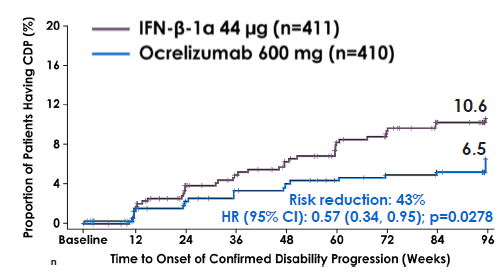 IFN-β-1a 44 μg (n=411)
Ocrelizumab 600 mg (n=410)
Proportion of Patients Having CDP (%)
20
16
12
8
4
0
10.6
6.5
Risk reduction: 43%
HR (95% CI): 0.57 (0.34, 0.95); p=0.0278
Baseline 12 24 36 48 60 72 84 96
Time to Onset of Confirmed Disability Progression (Weeks)
n